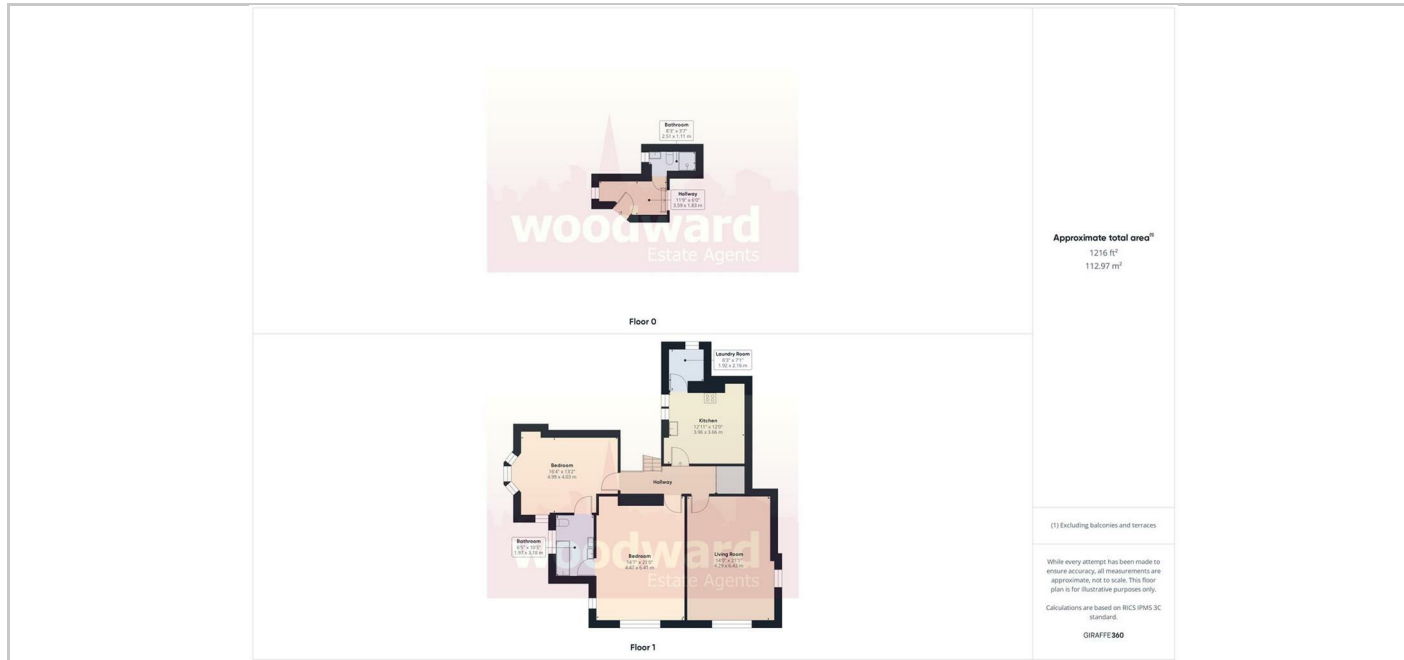 Bathroom
8'3" x 3'7"
2.51 x 1.11 m
Hallway
11'9" x 6'0"
3.59 x 1.83 m
woodward
Estate Agents
Floor 0
Approximate total area(1)
1216 ft²
112.97 m²
Laundry Room
6'3" x 7'1"
1.92 x 2.16 m
Kitchen
12'11" x 12'0"
3.96 x 3.66 m
Bedroom
16'4" x 13'2"
4.99 x 4.03 m
Hallway
Bathroom
6'5" x 10'5"
1.97 x 3.18 m
Bedroom
14'7" x 21'0"
4.47 x 6.41 m
Living Room
14'0" x 21'1"
4.29 x 6.43 m
woodward
Estate Agents
Floor 1
(1) Excluding balconies and terraces
While every attempt has been made to
ensure accuracy, all measurements are
approximate, not to scale. This floor
plan is for illustrative purposes only.
Calculations are based on RICS IPMS 3C
standard.
GIRAFFE360